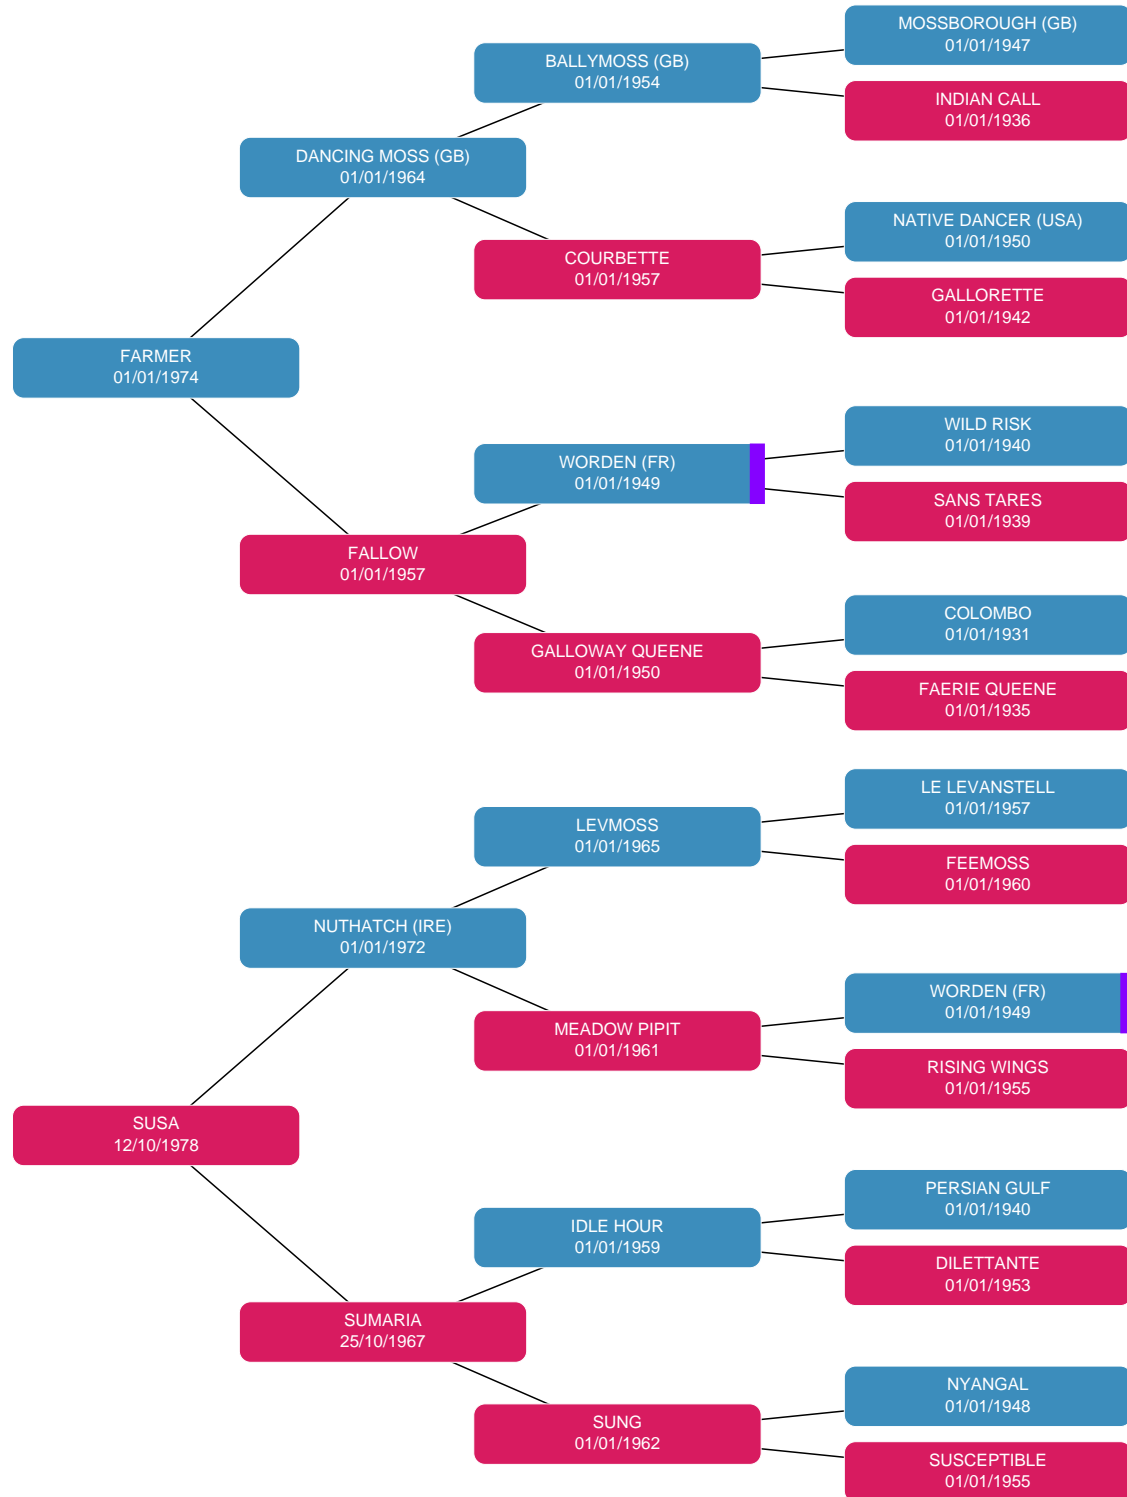 MOSSBOROUGH (GB)
01/01/1947
BALLYMOSS (GB)
01/01/1954
INDIAN CALL
01/01/1936
DANCING MOSS (GB)
01/01/1964
NATIVE DANCER (USA)
01/01/1950
COURBETTE
01/01/1957
GALLORETTE
01/01/1942
FARMER
01/01/1974
WILD RISK
01/01/1940
WORDEN (FR)
01/01/1949
SANS TARES
01/01/1939
FALLOW
01/01/1957
COLOMBO
01/01/1931
GALLOWAY QUEENE
01/01/1950
FAERIE QUEENE
01/01/1935
LE LEVANSTELL
01/01/1957
LEVMOSS
01/01/1965
FEEMOSS
01/01/1960
NUTHATCH (IRE)
01/01/1972
WORDEN (FR)
01/01/1949
MEADOW PIPIT
01/01/1961
RISING WINGS
01/01/1955
SUSA
12/10/1978
PERSIAN GULF
01/01/1940
IDLE HOUR
01/01/1959
DILETTANTE
01/01/1953
SUMARIA
25/10/1967
NYANGAL
01/01/1948
SUNG
01/01/1962
SUSCEPTIBLE
01/01/1955